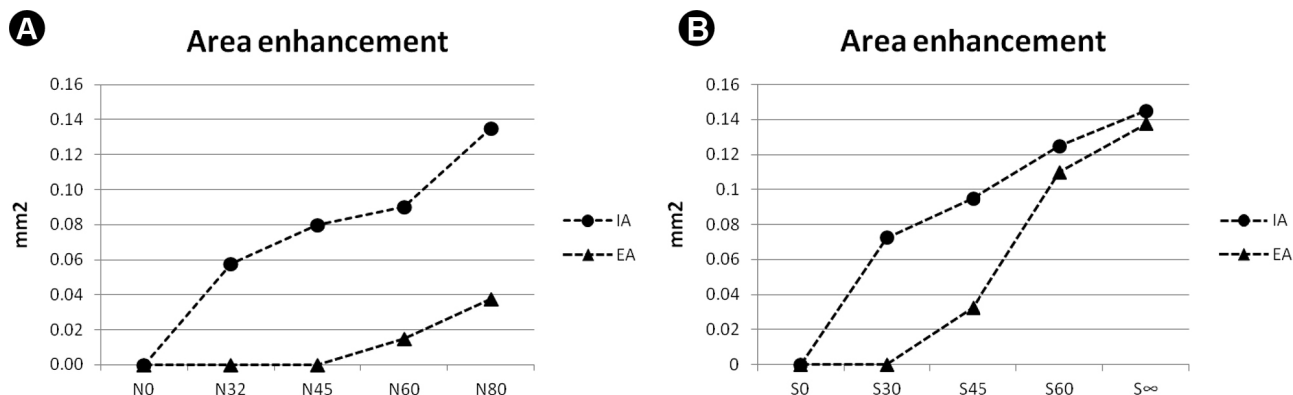 A
Area enhancement
0.16
0.14
0.12
0.10
0.08
0.06
0.04
0.02
0.00
mm2
N0 N32 N45 N60 N80
IA
EA
B
Area enhancement
0.16
0.14
0.12
0.1
0.08
0.06
0.04
0.02
0
mm2
S0 S30 S45 S60 S∞
IA
EA